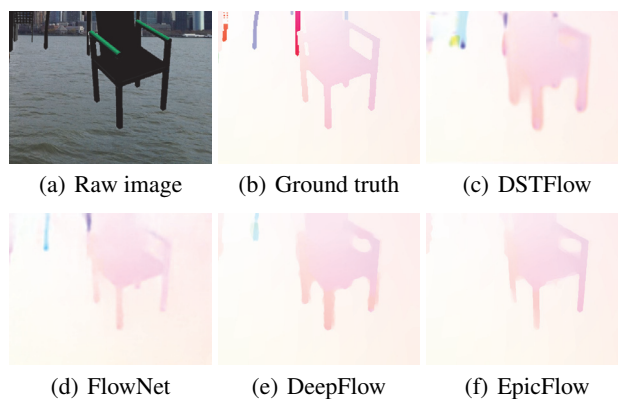 (a) Raw image
(b) Ground truth
(c) DSTFlow
(d) FlowNet
(e) DeepFlow
(f) EpicFlow